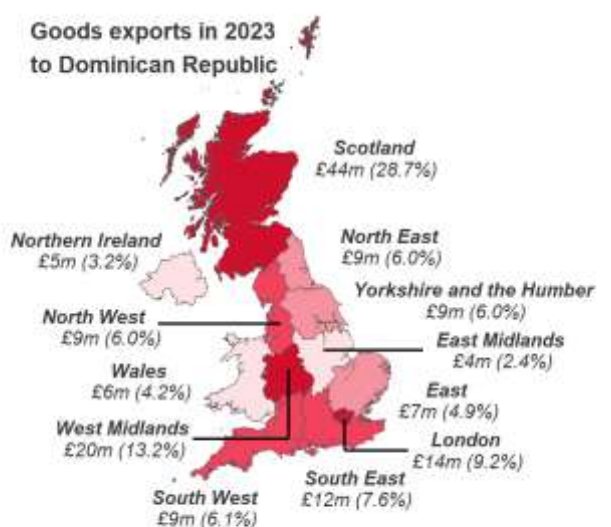 Goods exports in 2023
to Dominican Republic
Scotland
£44m (28.7%)
Northern Ireland
£5m (3.2%)
North East
£9m (6.0%)
Yorkshire and the Humber
£9m (6.0%)
North West
£9m (6.0%)
East Midlands
£4m (2.4%)
Wales
£6m (4.2%)
East
£7m (4.9%)
West Midlands
£20m (13.2%)
London
£14m (9.2%)
South East
£12m (7.6%)
South West
£9m (6.1%)